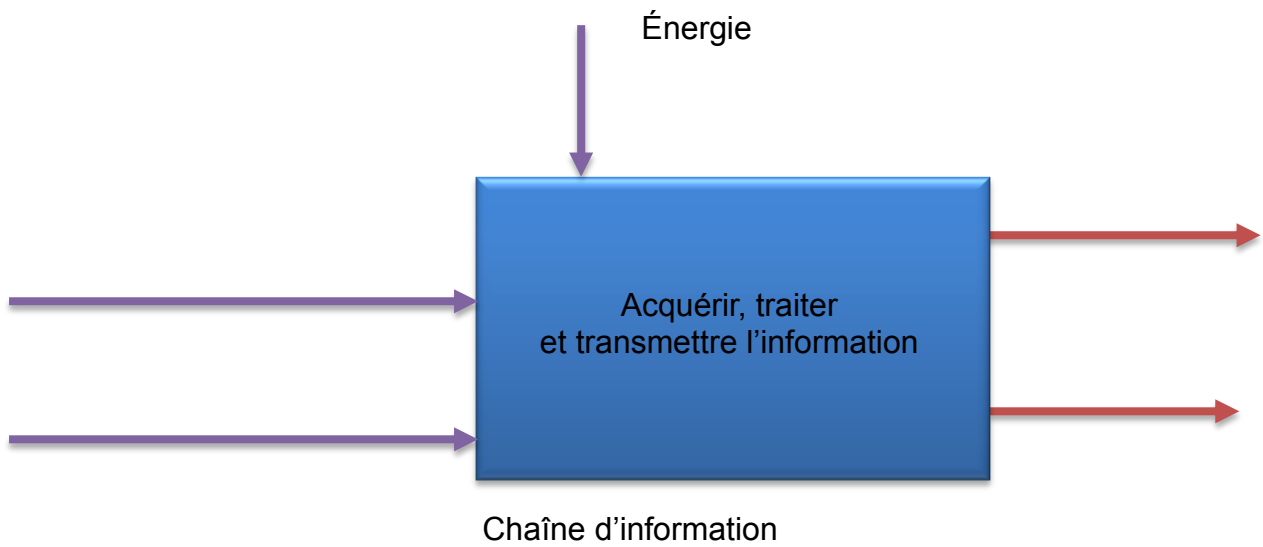 Énergie
Acquérir, traiter
et transmettre l’information
Chaîne d’information